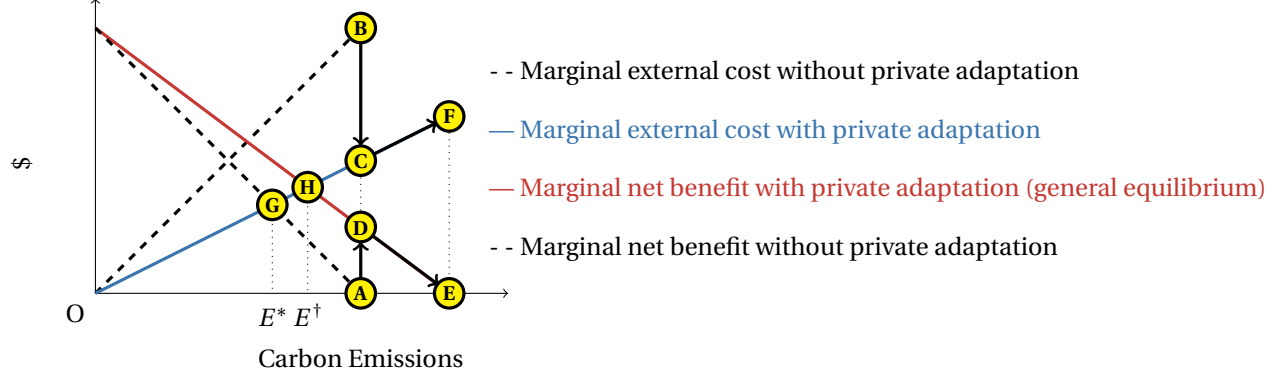 B
- - Marginal external cost without private adaptation
F
— Marginal external cost with private adaptation
$
C
H
— Marginal net benefit with private adaptation (general equilibrium)
G
D
- - Marginal net benefit without private adaptation
A
E
O
E* E†
Carbon Emissions